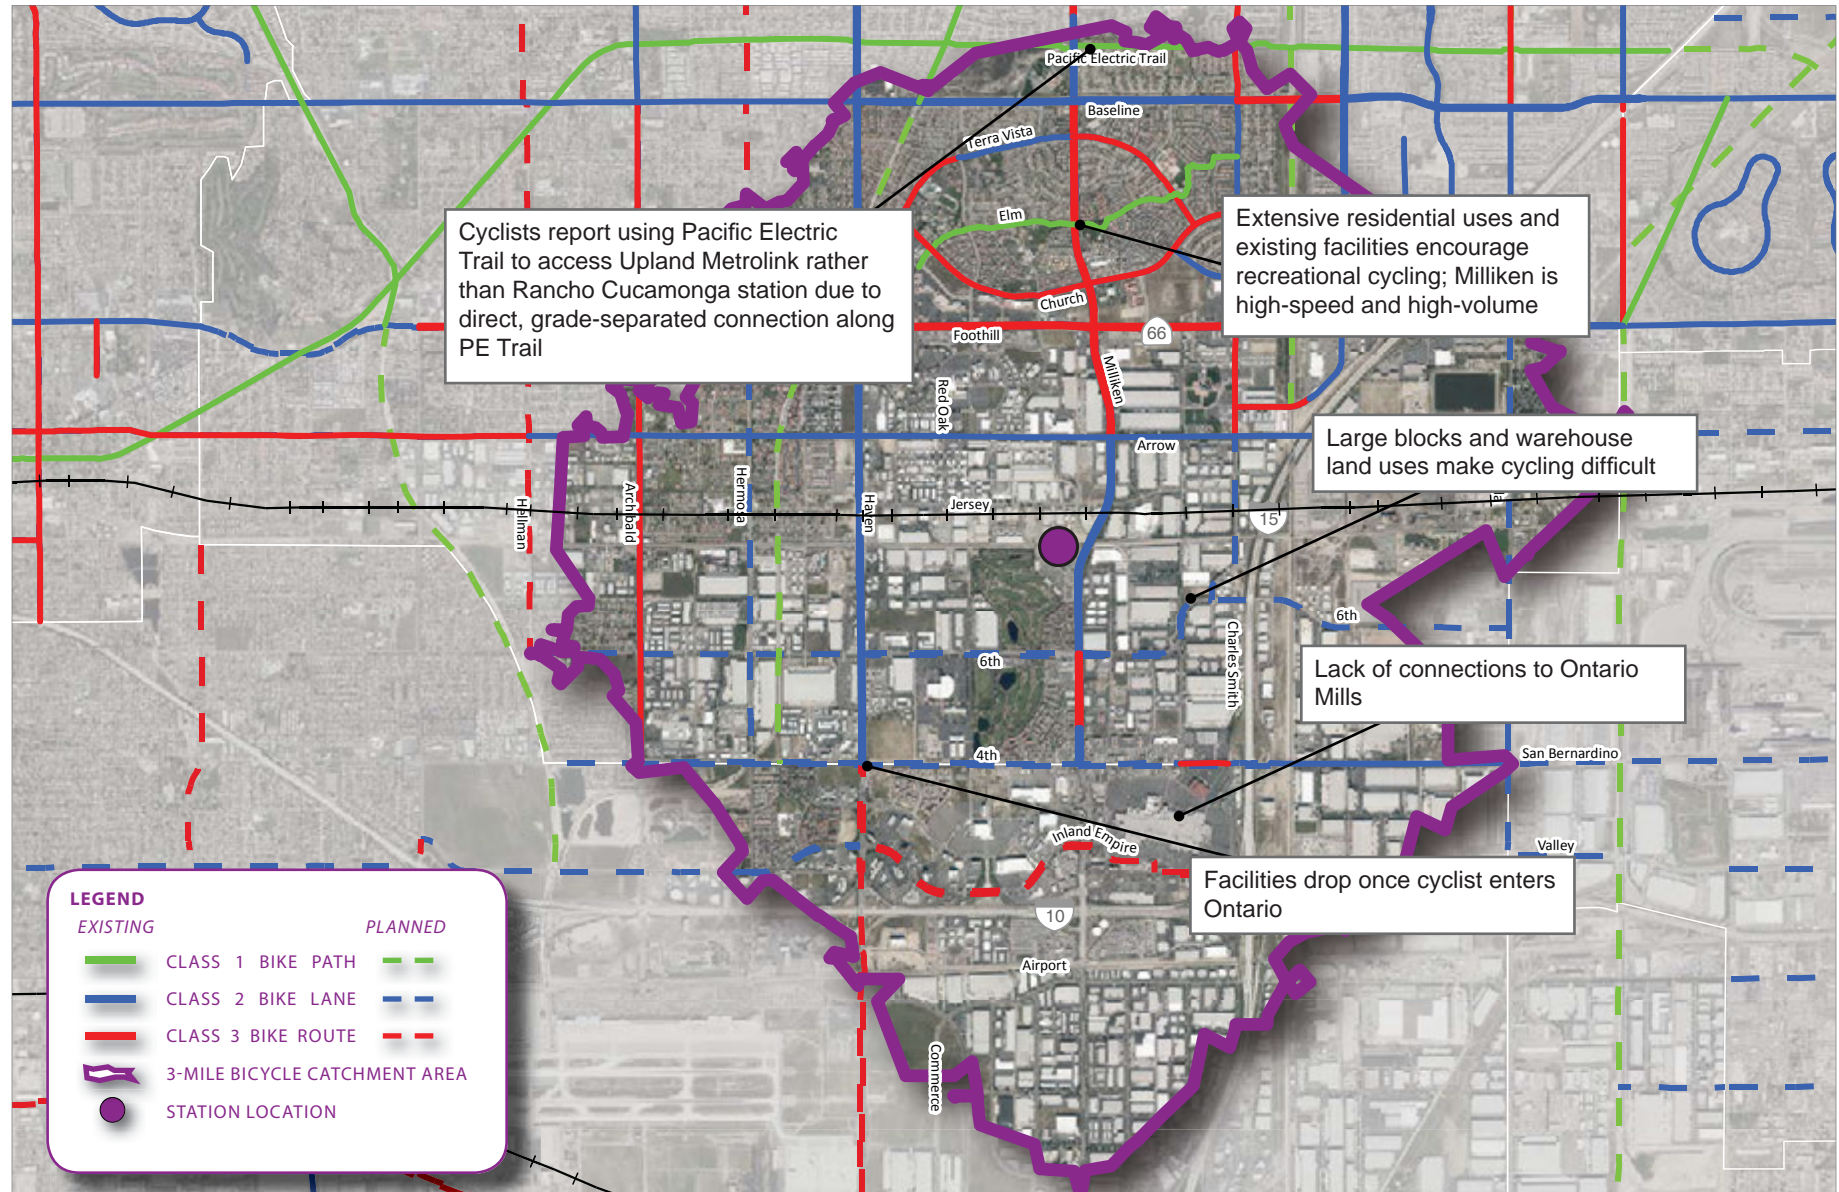 Pacific Electric Trail
Baseline
Terra Vista
Elm
Cyclists report using Pacific Electric
Trail to access Upland Metrolink rather
than Rancho Cucamonga station due to
direct, grade-separated connection along
PE Trail
Extensive residential uses and
existing facilities encourage
recreational cycling; Milliken is
high-speed and high-volume
Church
Foothill
66
Milliken
Red Oak
Arrow
Large blocks and warehouse
land uses make cycling difficult
Hellman
Archibald
Hermosa
Haven
Jersey
15
6th
6th
Charles Smith
Lack of connections to Ontario
Mills
4th
San Bernardino
Inland Empire
Valley
Facilities drop once cyclist enters
Ontario
10
Airport
Commerce
LEGEND
EXISTING PLANNED
CLASS 1 BIKE PATH
CLASS 2 BIKE LANE
CLASS 3 BIKE ROUTE
3-MILE BICYCLE CATCHMENT AREA
STATION LOCATION